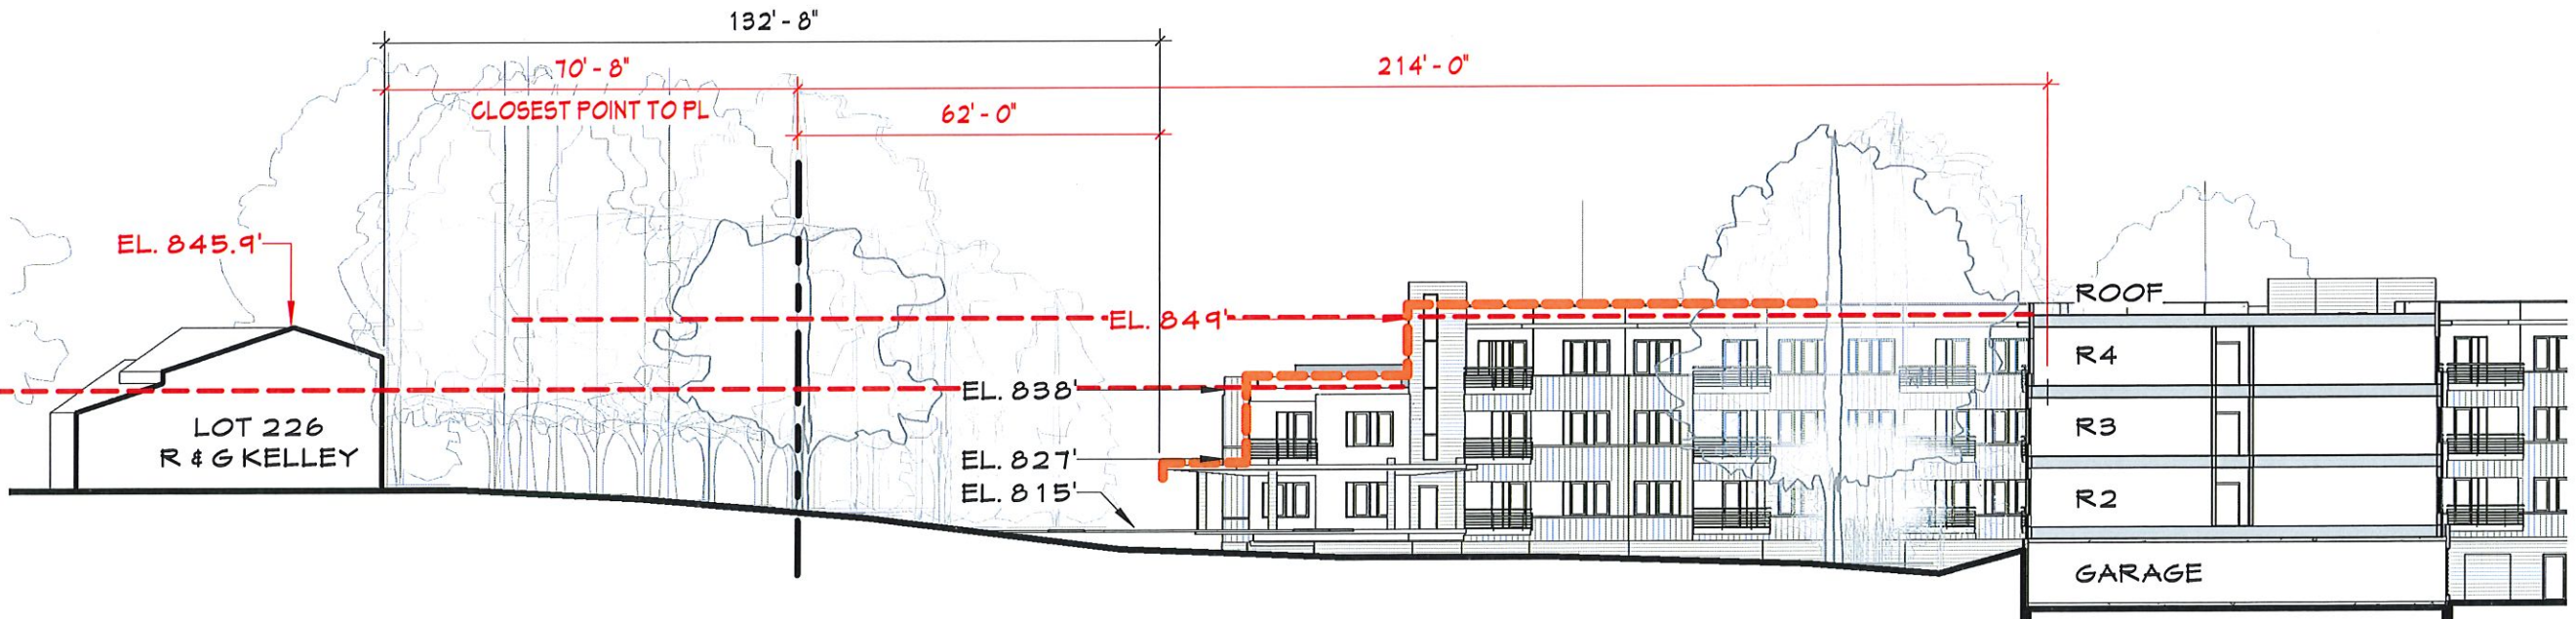 132'-8"
70'-8"
214'-0"
CLOSEST POINT TO PL
62'-0"
EL. 845.9'
ROOF
EL. 849'
R4
EL. 838'
LOT 226
R & G KELLEY
R3
EL. 827'
EL. 815'
R2
GARAGE